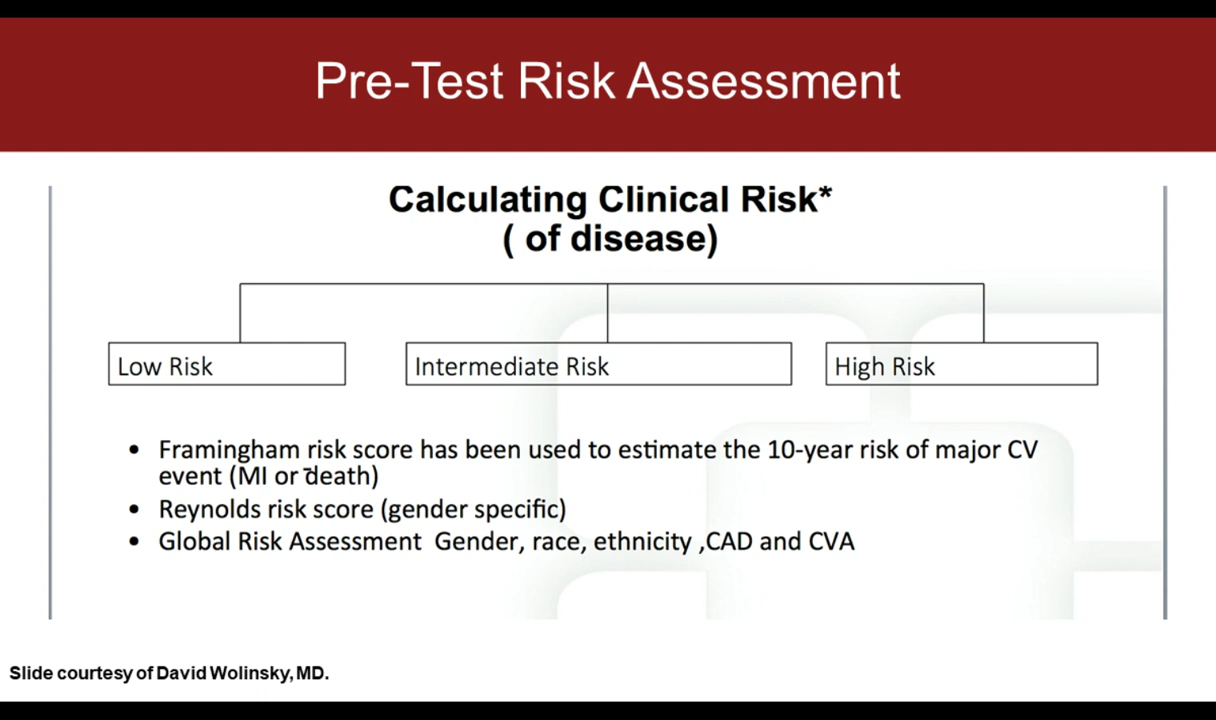 Pre-Test Risk Assessment
Calculating Clinical Risk*
( of disease)
Low Risk
Intermediate Risk
High Risk
• Framingham risk score has been used to estimate the 10-year risk of major CV
event (MI or death)
• Reynolds risk score (gender specific)
• Global Risk Assessment Gender, race, ethnicity ,CAD and CVA
Slide courtesy of David Wolinsky, MD.